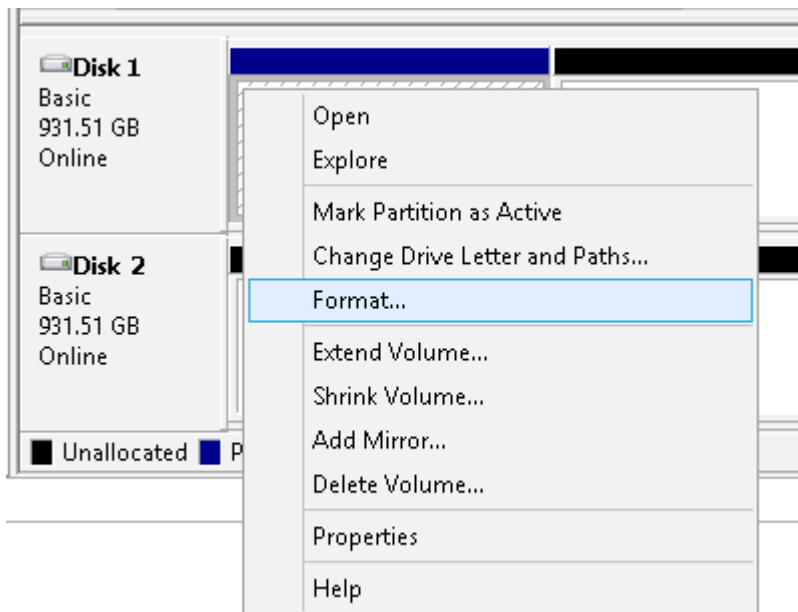 Disk 1
Basic
931.51 GB
Online
Disk 2
Basic
931.51 GB
Online
Unallocated
Open
Explore
Mark Partition as Active
Change Drive Letter and Paths...
Format...
Extend Volume...
Shrink Volume...
Add Mirror...
Delete Volume...
Properties
Help